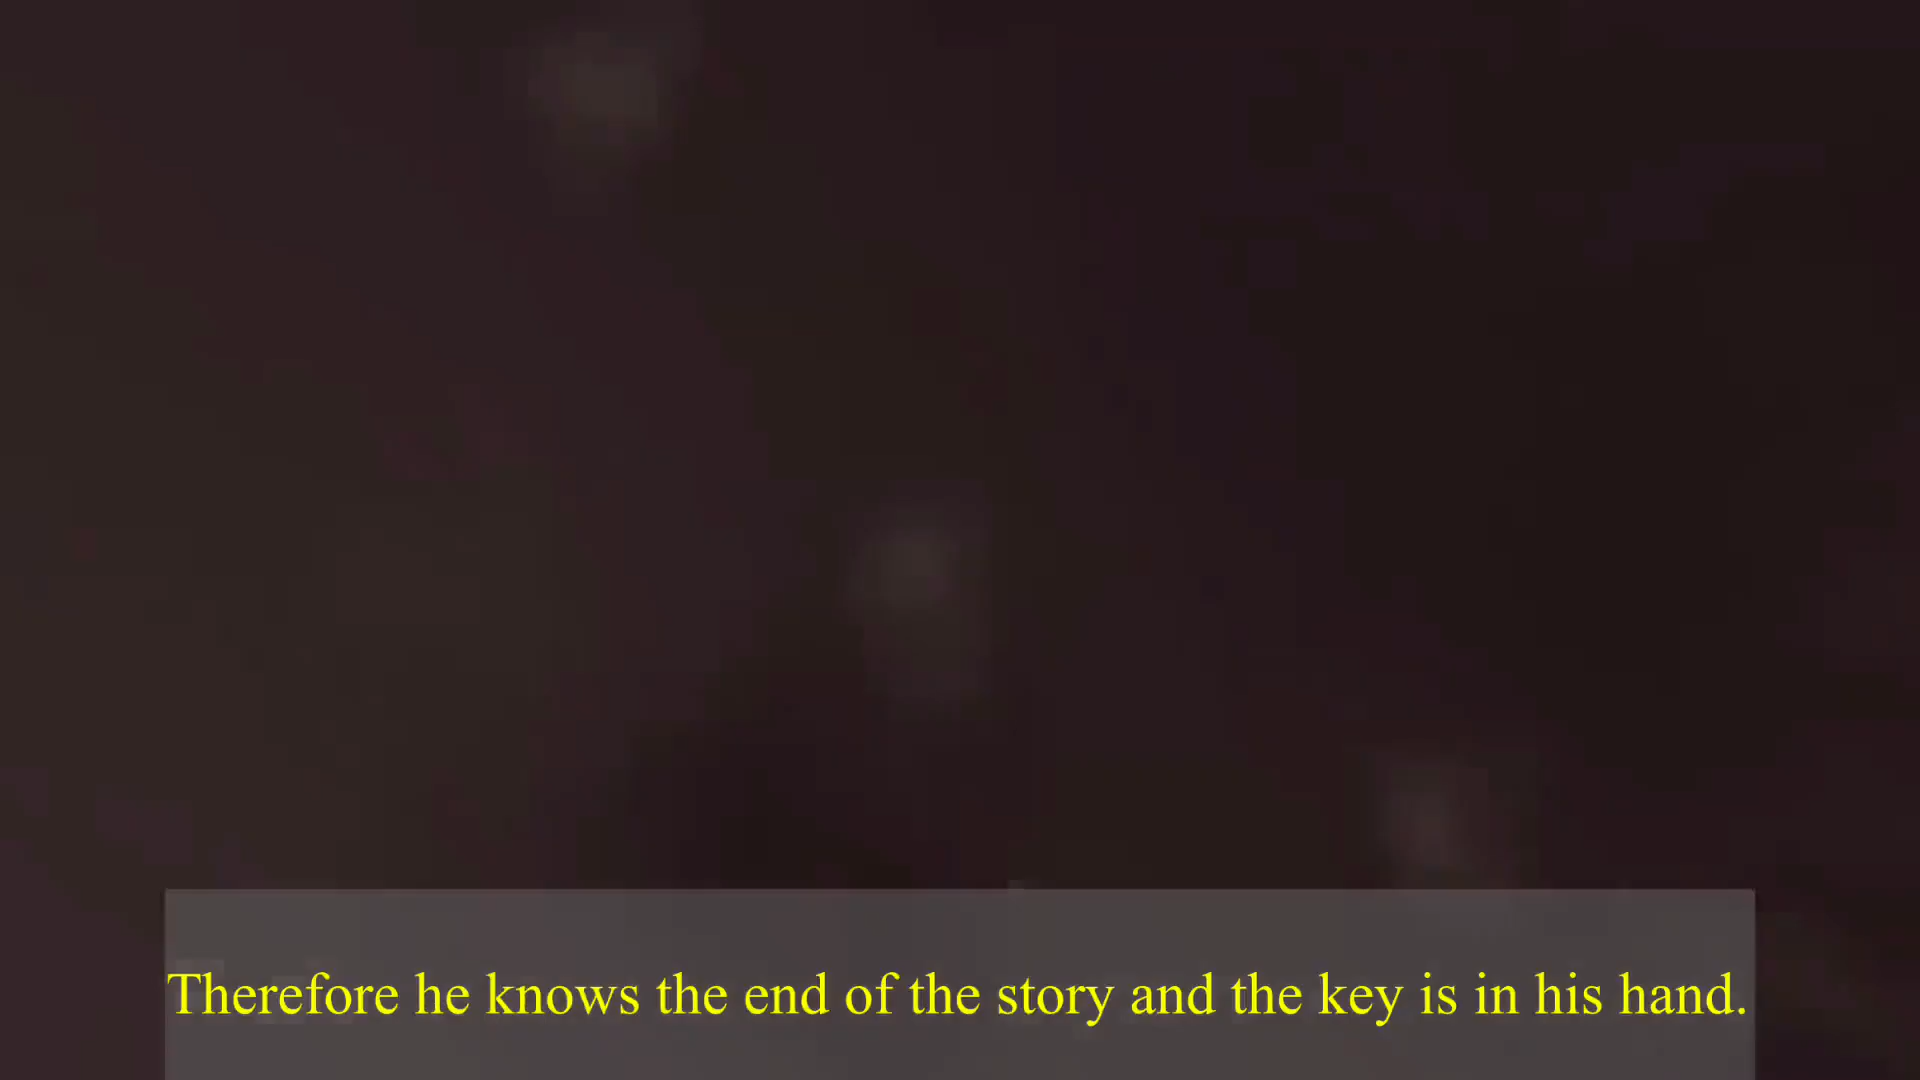 Therefore he knows the end of the story and the key is in his hand.